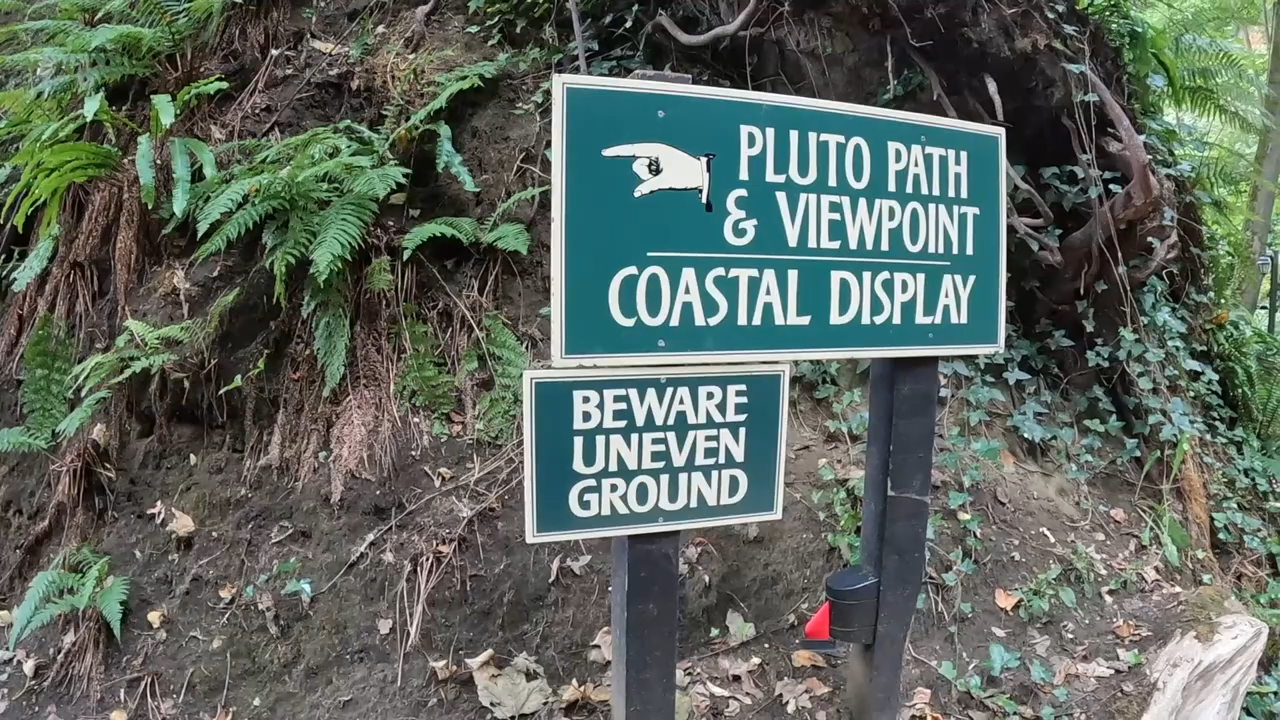 PLUTO PATH
& VIEWPOINT
COASTAL DISPLAY
BEWARE
UNEVEN
GROUND